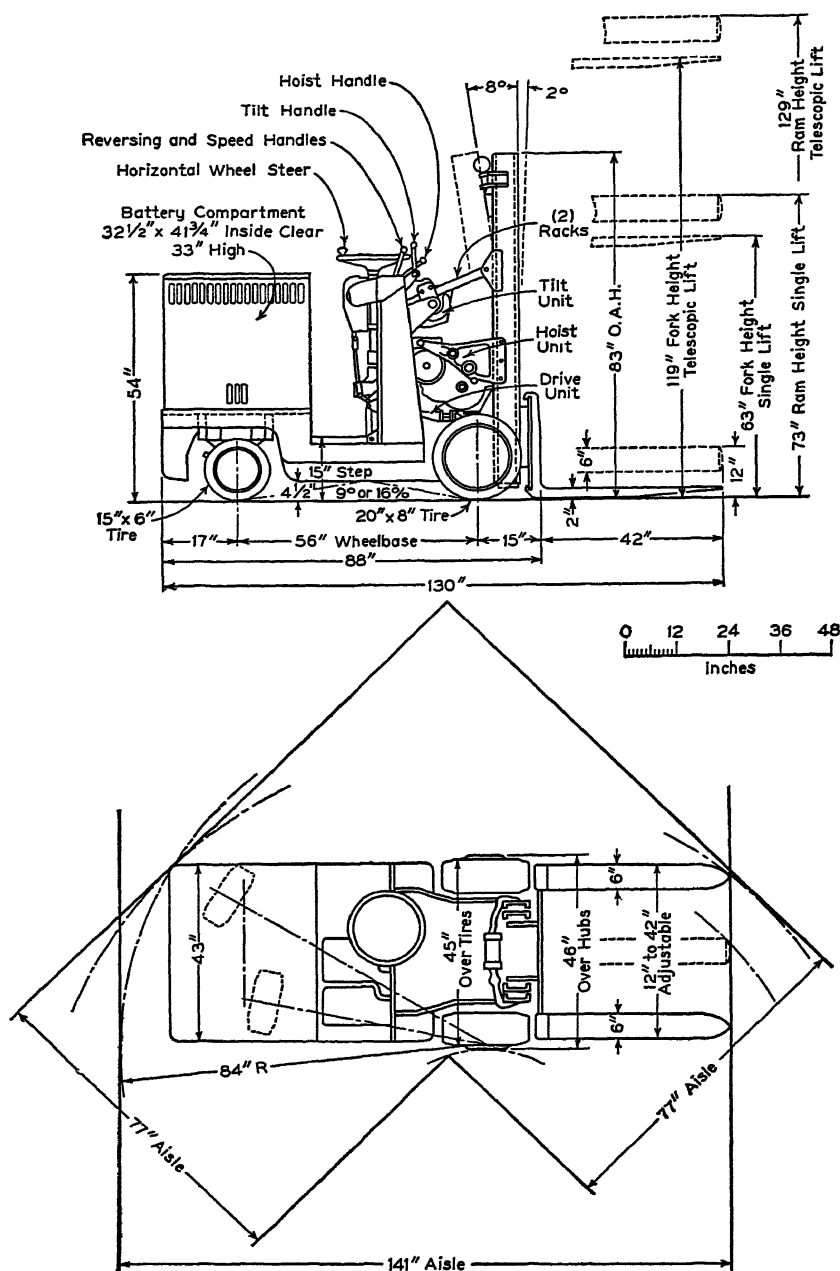 Hoist Handle
Tilt Handle
Reversing and Speed Handles
Horizontal Wheel Steer
Battery Compartment
32½" x 41¾" Inside Clear
33" High
8°
2°
129"
Ram Height
Telescopic Lift
(2)
Racks
Tilt
Unit
Hoist
Unit
Drive
Unit
54"
83" O.A.H.
119" Fork Height
Telescopic Lift
63" Fork Height
Single Lift
73" Ram Height Single Lift
6"
12"
15" Step
4½"
9° or 16%
15" x 6"
Tire
20" x 8" Tire
2"
17"
56" Wheelbase
15"
42"
88"
130"
0 12 24 36 48
Inches
43"
45"
Over Tires
46"
Over Hubs
6"
12" to 42"
Adjustable
6"
84" R
77" Aisle
77" Aisle
141" Aisle